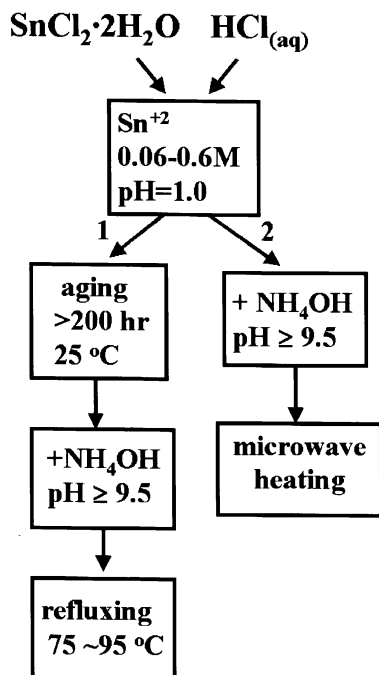 SnCl₂·2H₂O HCl(aq)
Sn⁺²
0.06-0.6M
pH=1.0
1
2
aging
>200 hr
25 °C
+ NH₄OH
pH ≥ 9.5
+NH₄OH
pH ≥ 9.5
microwave
heating
refluxing
75 ~95 °C